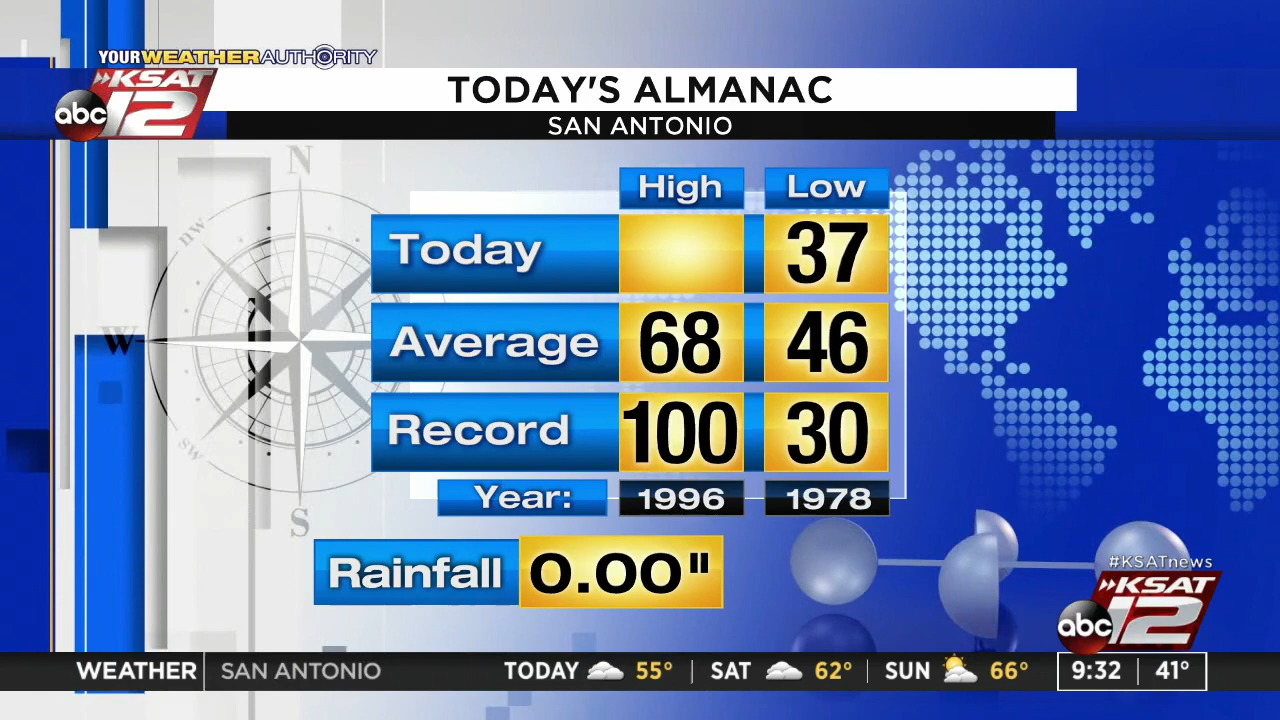 YOUR WEATHER AUTHORITY
KSAT
abc 12
TODAY'S ALMANAC
SAN ANTONIO
N
nw
W
sw
S
High Low
Today 37
Average 68 46
Record 100 30
Year: 1996 1978
Rainfall 0.00"
#KSATnews
KSAT
abc 12
WEATHER SAN ANTONIO TODAY 55° SAT 62° SUN 66° 9:32 41°